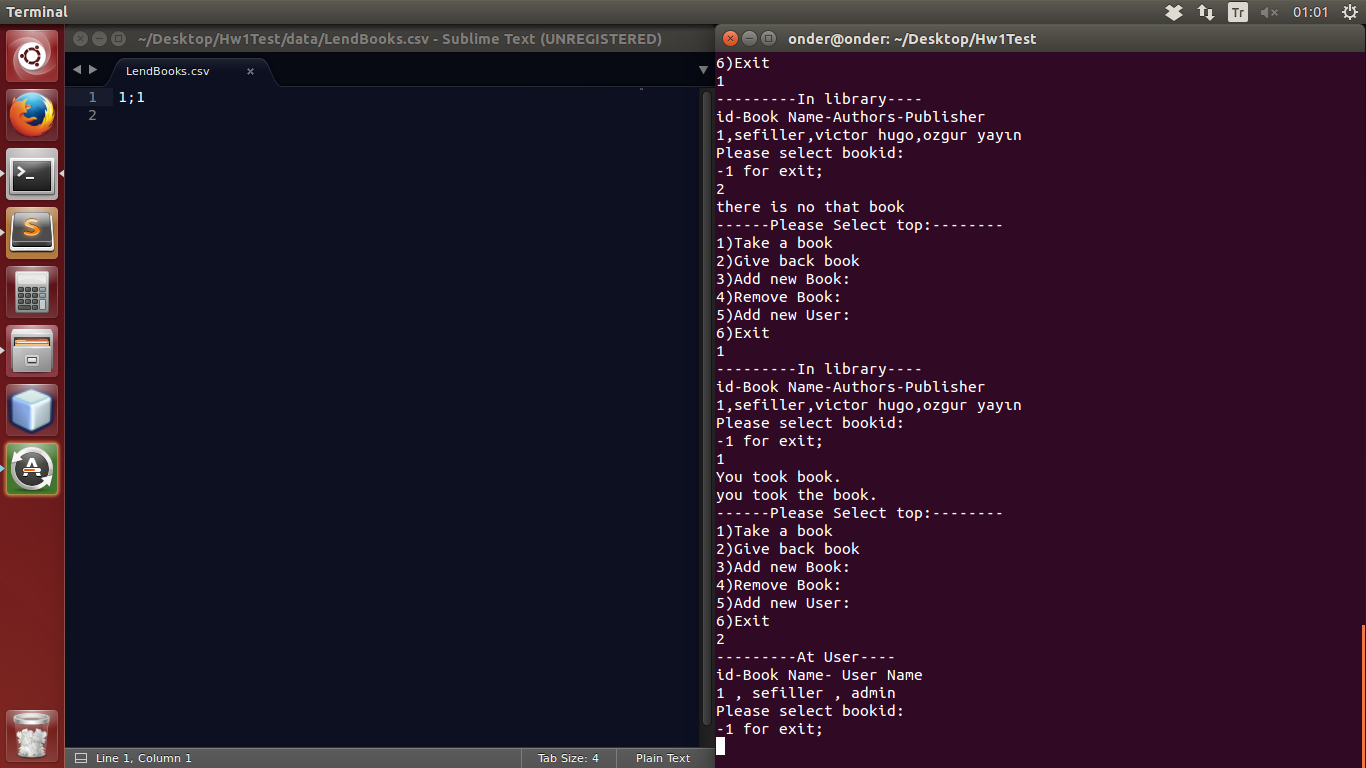 Terminal
Tr
01:01
~/Desktop/Hw1Test/data/LendBooks.csv - Sublime Text (UNREGISTERED)
LendBooks.csv
1 1;1
2
Line 1, Column 1
Tab Size: 4
Plain Text
onder@onder: ~/Desktop/Hw1Test
6)Exit
1
---------In library----
id-Book Name-Authors-Publisher
1,sefiller,victor hugo,ozgur yayın
Please select bookid:
-1 for exit;
2
there is no that book
------Please Select top:--------
1)Take a book
2)Give back book
3)Add new Book:
4)Remove Book:
5)Add new User:
6)Exit
1
---------In library----
id-Book Name-Authors-Publisher
1,sefiller,victor hugo,ozgur yayın
Please select bookid:
-1 for exit;
1
You took book.
you took the book.
------Please Select top:--------
1)Take a book
2)Give back book
3)Add new Book:
4)Remove Book:
5)Add new User:
6)Exit
2
---------At User----
id-Book Name- User Name
1 , sefiller , admin
Please select bookid:
-1 for exit;